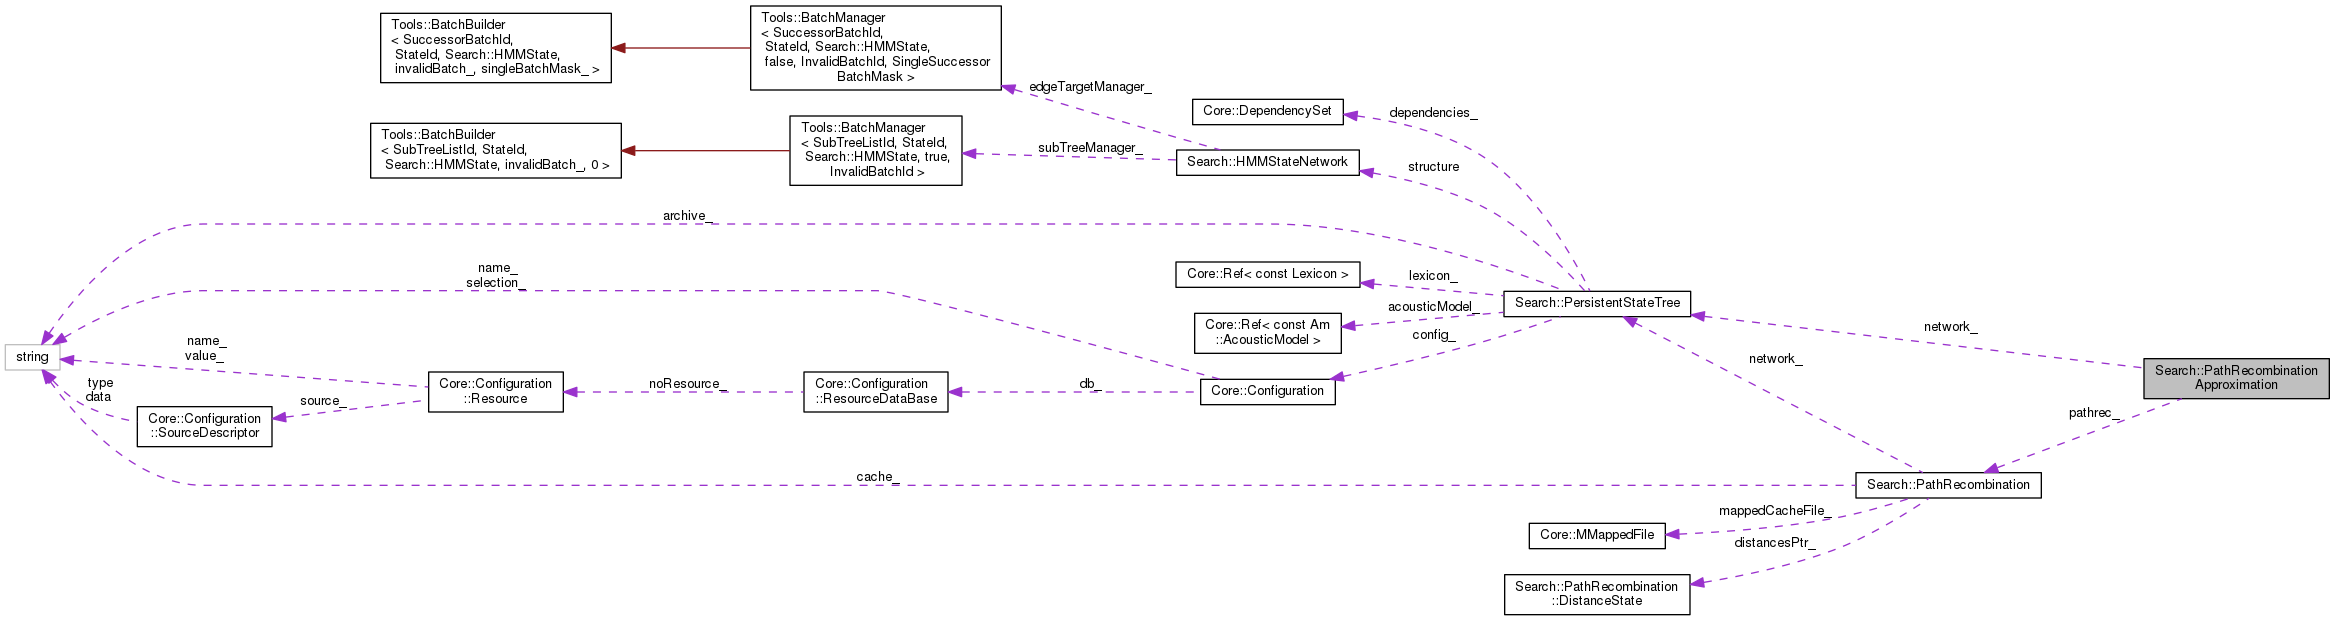 Tools::BatchBuilder
< SuccessorBatchId,
StateId, Search::HMMState,
invalidBatch_, singleBatchMask_ >
Tools::BatchManager
< SuccessorBatchId,
StateId, Search::HMMState,
false, InvalidBatchId, SingleSuccessor
BatchMask >
edgeTargetManager_
Core::DependencySet
dependencies_
Tools::BatchBuilder
< SubTreeListId, StateId,
Search::HMMState, invalidBatch_, 0 >
Tools::BatchManager
< SubTreeListId, StateId,
Search::HMMState, true,
InvalidBatchId >
subTreeManager_
Search::HMMStateNetwork
structure
archive_
name_
selection_
Core::Ref< const Lexicon >
lexicon_
Search::PersistentStateTree
acousticModel_
Core::Ref< const Am
::AcousticModel >
config_
network_
network_
string
name_
value_
type
data
Core::Configuration
::SourceDescriptor
source_
Core::Configuration
::Resource
noResource_
Core::Configuration
::ResourceDataBase
db_
Core::Configuration
Search::PathRecombination
Approximation
pathrec_
cache_
Search::PathRecombination
mappedCacheFile_
Core::MMappedFile
distancesPtr_
Search::PathRecombination
::DistanceState